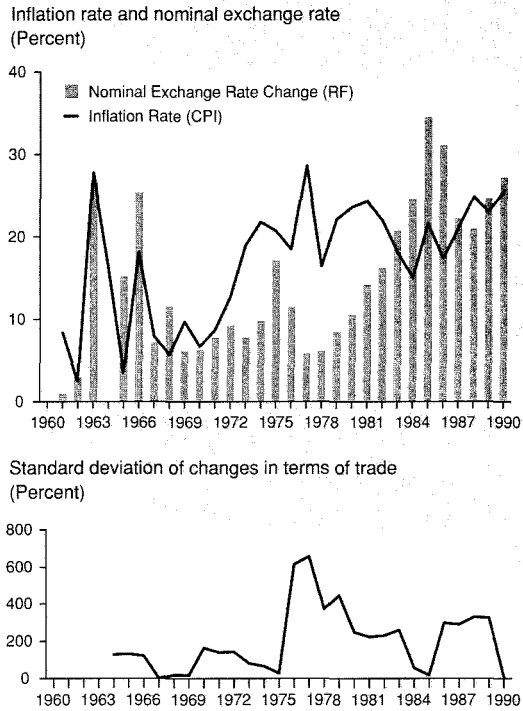 Inflation rate and nominal exchange rate
(Percent)
40
30
20
10
0
Nominal Exchange Rate Change (RF)
Inflation Rate (CPI)
1960 1963 1966 1969 1972 1975 1978 1981 1984 1987 1990
Standard deviation of changes in terms of trade
(Percent)
800
600
400
200
0
1960 1963 1966 1969 1972 1975 1978 1981 1984 1987 1990